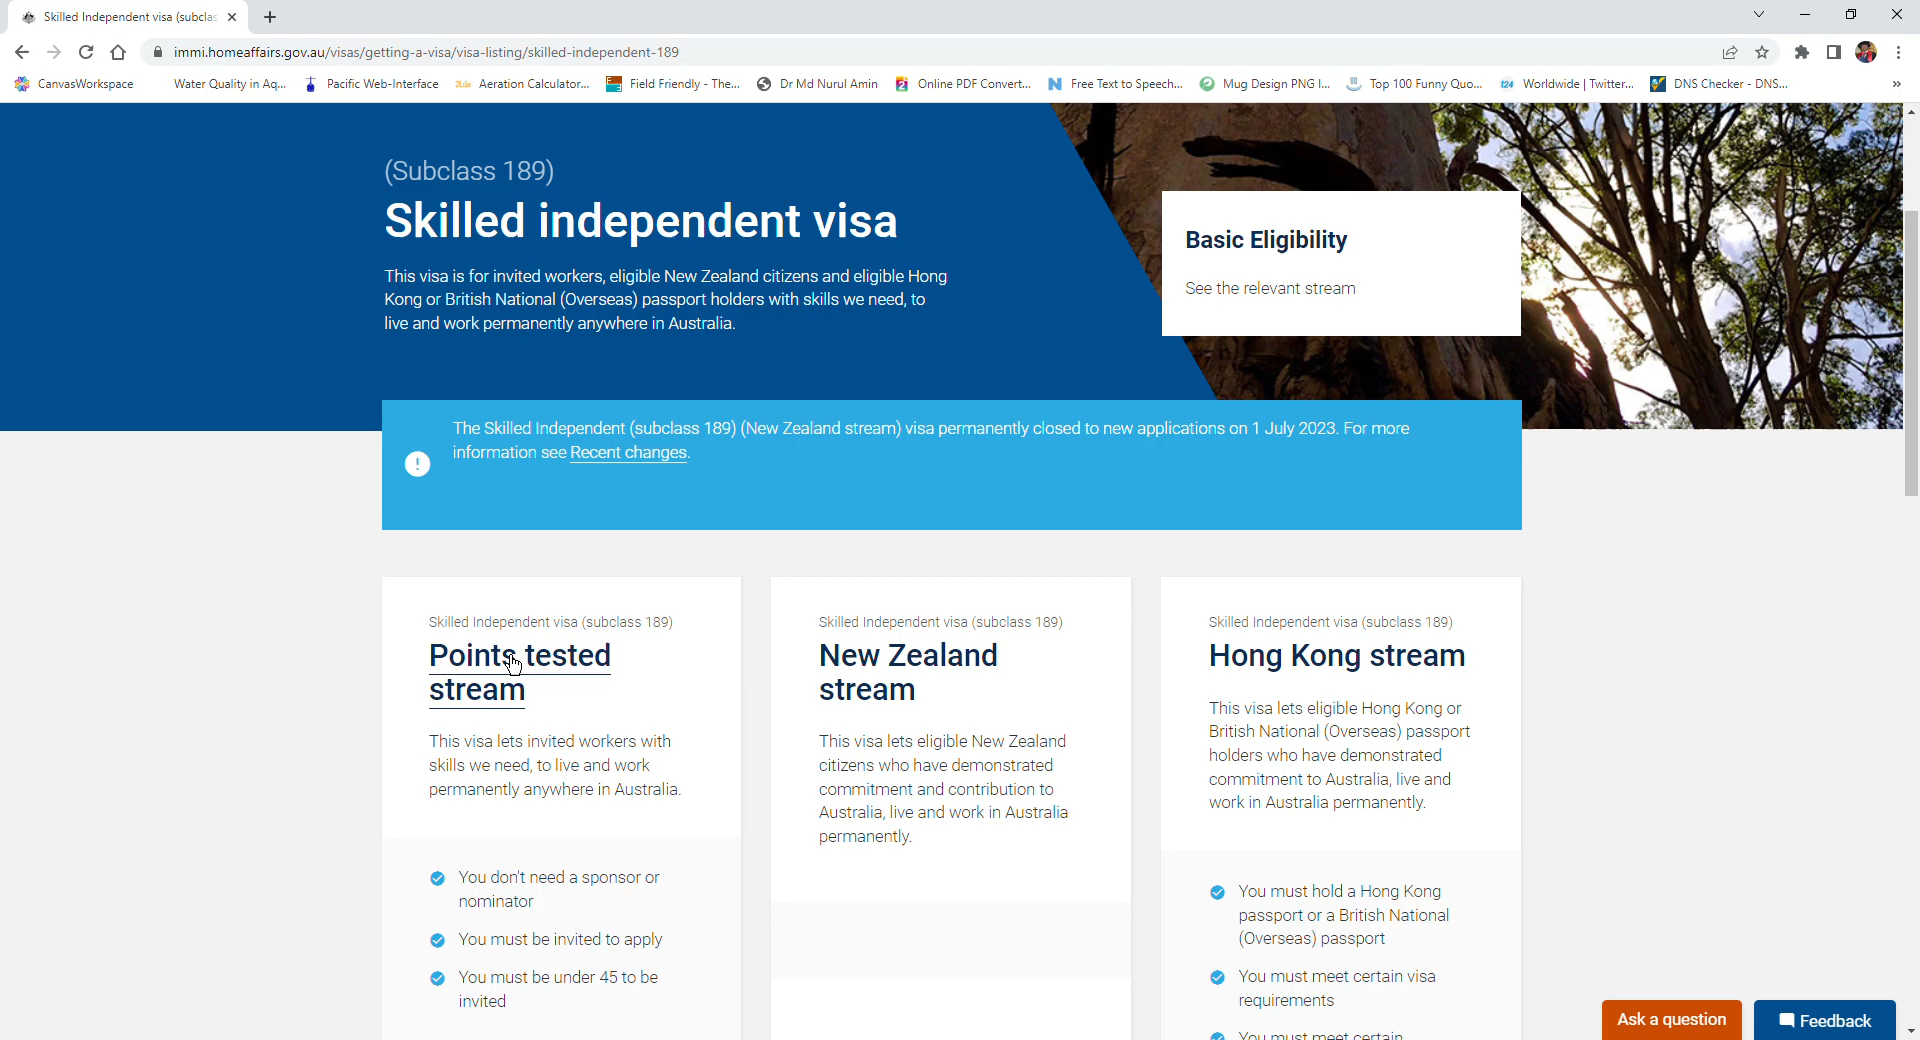 Skilled Independent visa (subclas
immi.homeaffairs.gov.au/visas/getting-a-visa/visa-listing/skilled-independent-189
CanvasWorkspace
Water Quality in Aq...
Pacific Web-Interface
Aeration Calculator...
Field Friendly - The...
Dr Md Nurul Amin
Online PDF Convert...
Free Text to Speech...
Mug Design PNG I...
Top 100 Funny Quo...
t24
Worldwide | Twitter...
DNS Checker - DNS...
»
(Subclass 189)
Skilled independent visa
This visa is for invited workers, eligible New Zealand citizens and eligible Hong
Kong or British National (Overseas) passport holders with skills we need, to
live and work permanently anywhere in Australia.
Basic Eligibility
See the relevant stream
The Skilled Independent (subclass 189) (New Zealand stream) visa permanently closed to new applications on 1 July 2023. For more
information see Recent changes.
Skilled Independent visa (subclass 189)
Points tested
stream
This visa lets invited workers with
skills we need, to live and work
permanently anywhere in Australia.
You don't need a sponsor or
nominator
You must be invited to apply
You must be under 45 to be
invited
Skilled Independent visa (subclass 189)
New Zealand
stream
This visa lets eligible New Zealand
citizens who have demonstrated
commitment and contribution to
Australia, live and work in Australia
permanently.
Skilled Independent visa (subclass 189)
Hong Kong stream
This visa lets eligible Hong Kong or
British National (Overseas) passport
holders who have demonstrated
commitment to Australia, live and
work in Australia permanently.
You must hold a Hong Kong
passport or a British National
(Overseas) passport
You must meet certain visa
requirements
You must meet certain
Ask a question
Feedback